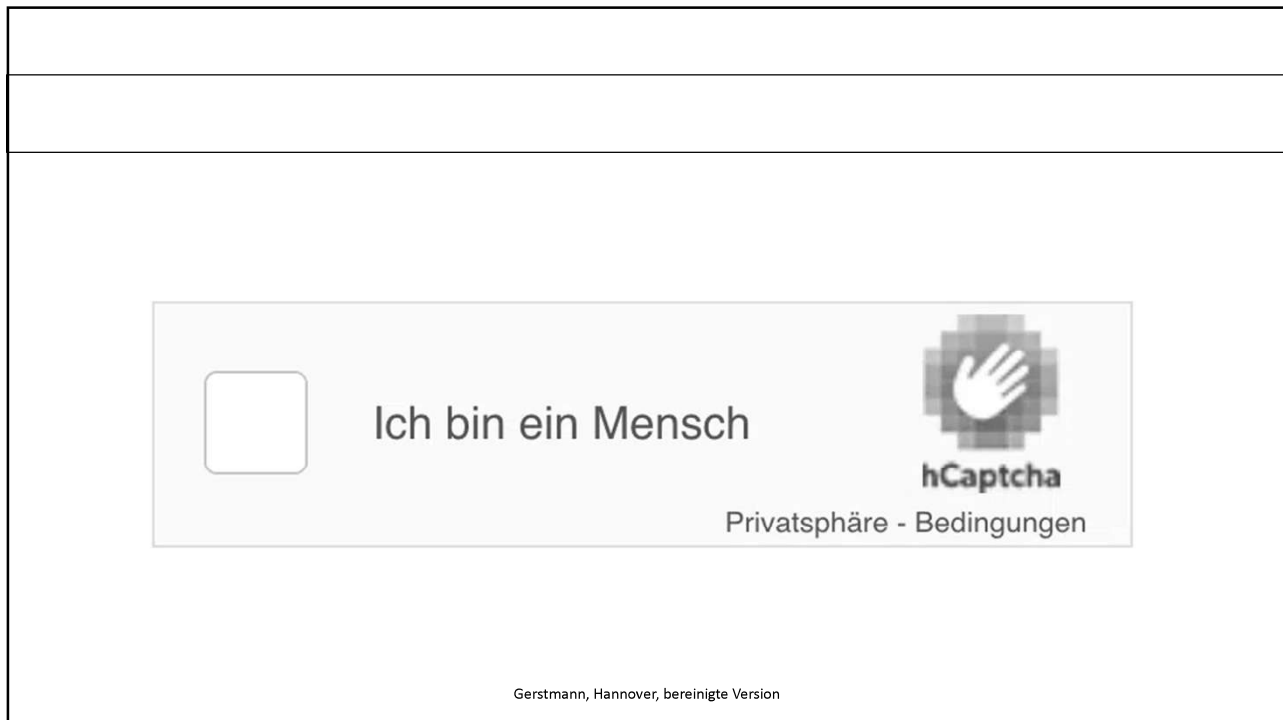 Ich bin ein Mensch
hCaptcha
Privatsphäre - Bedingungen
Gerstmann, Hannover, bereinigte Version